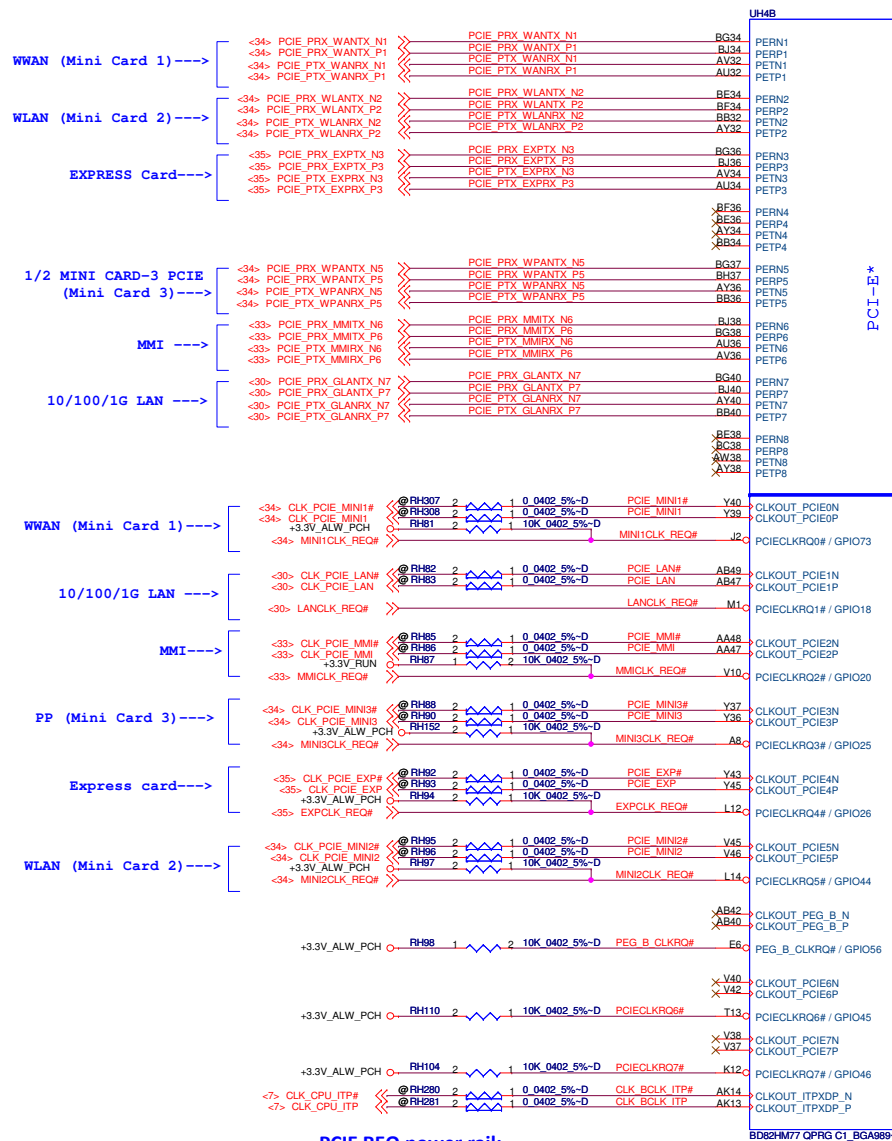 UH4B
<34> PCIE_PRX_WANTX_N1 PCIE_PRX_WANTX_N1 BG34 PERN1
<34> PCIE_PRX_WANTX_P1 PCIE_PRX_WANTX_P1 BJ34 PERP1
WWAN (Mini Card 1)---> <34> PCIE_PTX_WANRX_N1 PCIE_PTX_WANRX_N1 AV32 PETN1
<34> PCIE_PTX_WANRX_P1 PCIE_PTX_WANRX_P1 AU32 PETP1
<34> PCIE_PRX_WLANTX_N2 PCIE_PRX_WLANTX_N2 BE34 PERN2
<34> PCIE_PRX_WLANTX_P2 PCIE_PRX_WLANTX_P2 BF34 PERP2
WLAN (Mini Card 2)---> <34> PCIE_PTX_WLANRX_N2 PCIE_PTX_WLANRX_N2 BB32 PETN2
<34> PCIE_PTX_WLANRX_P2 PCIE_PTX_WLANRX_P2 AY32 PETP2
<35> PCIE_PRX_EXPTX_N3 PCIE_PRX_EXPTX_N3 BG36 PERN3
<35> PCIE_PRX_EXPTX_P3 PCIE_PRX_EXPTX_P3 BJ36 PERP3
EXPRESS Card---> <35> PCIE_PTX_EXPRX_N3 PCIE_PTX_EXPRX_N3 AV34 PETN3
<35> PCIE_PTX_EXPRX_P3 PCIE_PTX_EXPRX_P3 AU34 PETP3
BF36 PERN4
BE36 PERP4
AY34 PETN4
BB34 PETP4
<34> PCIE_PRX_WPANTX_N5 PCIE_PRX_WPANTX_N5 BG37 PERN5
1/2 MINI CARD-3 PCIE <34> PCIE_PRX_WPANTX_P5 PCIE_PRX_WPANTX_P5 BH37 PERP5
(Mini Card 3)---> <34> PCIE_PTX_WPANRX_N5 PCIE_PTX_WPANRX_N5 AY36 PETN5
<34> PCIE_PTX_WPANRX_P5 PCIE_PTX_WPANRX_P5 BB36 PETP5
PCI-E*
<33> PCIE_PRX_MMITX_N6 PCIE_PRX_MMITX_N6 BJ38 PERN6
<33> PCIE_PRX_MMITX_P6 PCIE_PRX_MMITX_P6 BG38 PERP6
MMI ---> <33> PCIE_PTX_MMIRX_N6 PCIE_PTX_MMIRX_N6 AU36 PETN6
<33> PCIE_PTX_MMIRX_P6 PCIE_PTX_MMIRX_P6 AV36 PETP6
<30> PCIE_PRX_GLANTX_N7 PCIE_PRX_GLANTX_N7 BG40 PERN7
<30> PCIE_PRX_GLANTX_P7 PCIE_PRX_GLANTX_P7 BJ40 PERP7
10/100/1G LAN ---> <30> PCIE_PTX_GLANRX_N7 PCIE_PTX_GLANRX_N7 AY40 PETN7
<30> PCIE_PTX_GLANRX_P7 PCIE_PTX_GLANRX_P7 BB40 PETP7
BE38 PERN8
BC38 PERP8
AW38 PETN8
AY38 PETP8
<34> CLK_PCIE_MINI1# @RH307 2 1 0_0402_5%~D PCIE_MINI1# Y40 CLKOUT_PCIE0N
<34> CLK_PCIE_MINI1 @RH308 2 1 0_0402_5%~D PCIE_MINI1 Y39 CLKOUT_PCIE0P
WWAN (Mini Card 1)---> +3.3V_ALW_PCH RH81 2 1 10K_0402_5%~D
<34> MINI1CLK_REQ# MINI1CLK_REQ# J2 PCIECLKRQ0# / GPIO73
<30> CLK_PCIE_LAN# @RH82 2 1 0_0402_5%~D PCIE_LAN# AB49 CLKOUT_PCIE1N
<30> CLK_PCIE_LAN @RH83 2 1 0_0402_5%~D PCIE_LAN AB47 CLKOUT_PCIE1P
10/100/1G LAN --->
<30> LANCLK_REQ# LANCLK_REQ# M1 PCIECLKRQ1# / GPIO18
<33> CLK_PCIE_MMI# @RH85 2 1 0_0402_5%~D PCIE_MMI# AA48 CLKOUT_PCIE2N
MMI---> <33> CLK_PCIE_MMI @RH86 2 1 0_0402_5%~D PCIE_MMI AA47 CLKOUT_PCIE2P
+3.3V_RUN RH87 1 2 10K_0402_5%~D
<33> MMICLK_REQ# MMICLK_REQ# V10 PCIECLKRQ2# / GPIO20
<34> CLK_PCIE_MINI3# @RH88 2 1 0_0402_5%~D PCIE_MINI3# Y37 CLKOUT_PCIE3N
PP (Mini Card 3)---> <34> CLK_PCIE_MINI3 @RH90 2 1 0_0402_5%~D PCIE_MINI3 Y36 CLKOUT_PCIE3P
+3.3V_ALW_PCH RH152 2 1 10K_0402_5%~D
<34> MINI3CLK_REQ# MINI3CLK_REQ# A8 PCIECLKRQ3# / GPIO25
<35> CLK_PCIE_EXP# @RH92 2 1 0_0402_5%~D PCIE_EXP# Y43 CLKOUT_PCIE4N
Express card---> <35> CLK_PCIE_EXP @RH93 2 1 0_0402_5%~D PCIE_EXP Y45 CLKOUT_PCIE4P
+3.3V_ALW_PCH RH94 2 1 10K_0402_5%~D
<35> EXPCLK_REQ# EXPCLK_REQ# L12 PCIECLKRQ4# / GPIO26
<34> CLK_PCIE_MINI2# @RH95 2 1 0_0402_5%~D PCIE_MINI2# V45 CLKOUT_PCIE5N
<34> CLK_PCIE_MINI2 @RH96 2 1 0_0402_5%~D PCIE_MINI2 V46 CLKOUT_PCIE5P
WLAN (Mini Card 2)---> +3.3V_ALW_PCH RH97 2 1 10K_0402_5%~D
<34> MINI2CLK_REQ# MINI2CLK_REQ# L14 PCIECLKRQ5# / GPIO44
AB42 CLKOUT_PEG_B_N
AB40 CLKOUT_PEG_B_P
+3.3V_ALW_PCH RH98 1 2 10K_0402_5%~D PEG_B_CLKRQ# E6 PEG_B_CLKRQ# / GPIO56
V40 CLKOUT_PCIE6N
V42 CLKOUT_PCIE6P
+3.3V_ALW_PCH RH110 2 1 10K_0402_5%~D PCIECLKRQ6# T13 PCIECLKRQ6# / GPIO45
V38 CLKOUT_PCIE7N
V37 CLKOUT_PCIE7P
+3.3V_ALW_PCH RH104 2 1 10K_0402_5%~D PCIECLKRQ7# K12 PCIECLKRQ7# / GPIO46
<7> CLK_CPU_ITP# @RH280 2 1 0_0402_5%~D CLK_BCLK_ITP# AK14 CLKOUT_ITPXDP_N
<7> CLK_CPU_ITP @RH281 2 1 0_0402_5%~D CLK_BCLK_ITP AK13 CLKOUT_ITPXDP_P
BD82HM77 QPRG C1_BGA989~